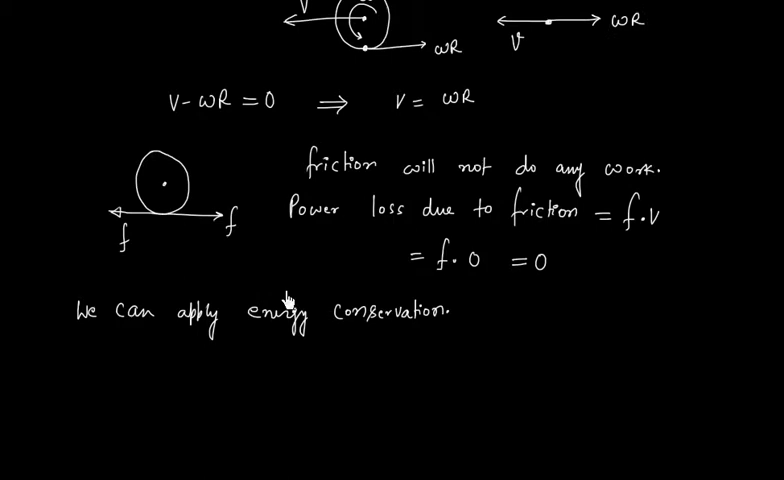 V ωR
V ωR
V - ωR = 0 ⟹ V = ωR
friction will not do any work.
f f Power loss due to friction = f·V
= f·0 = 0
We can apply energy conservation.